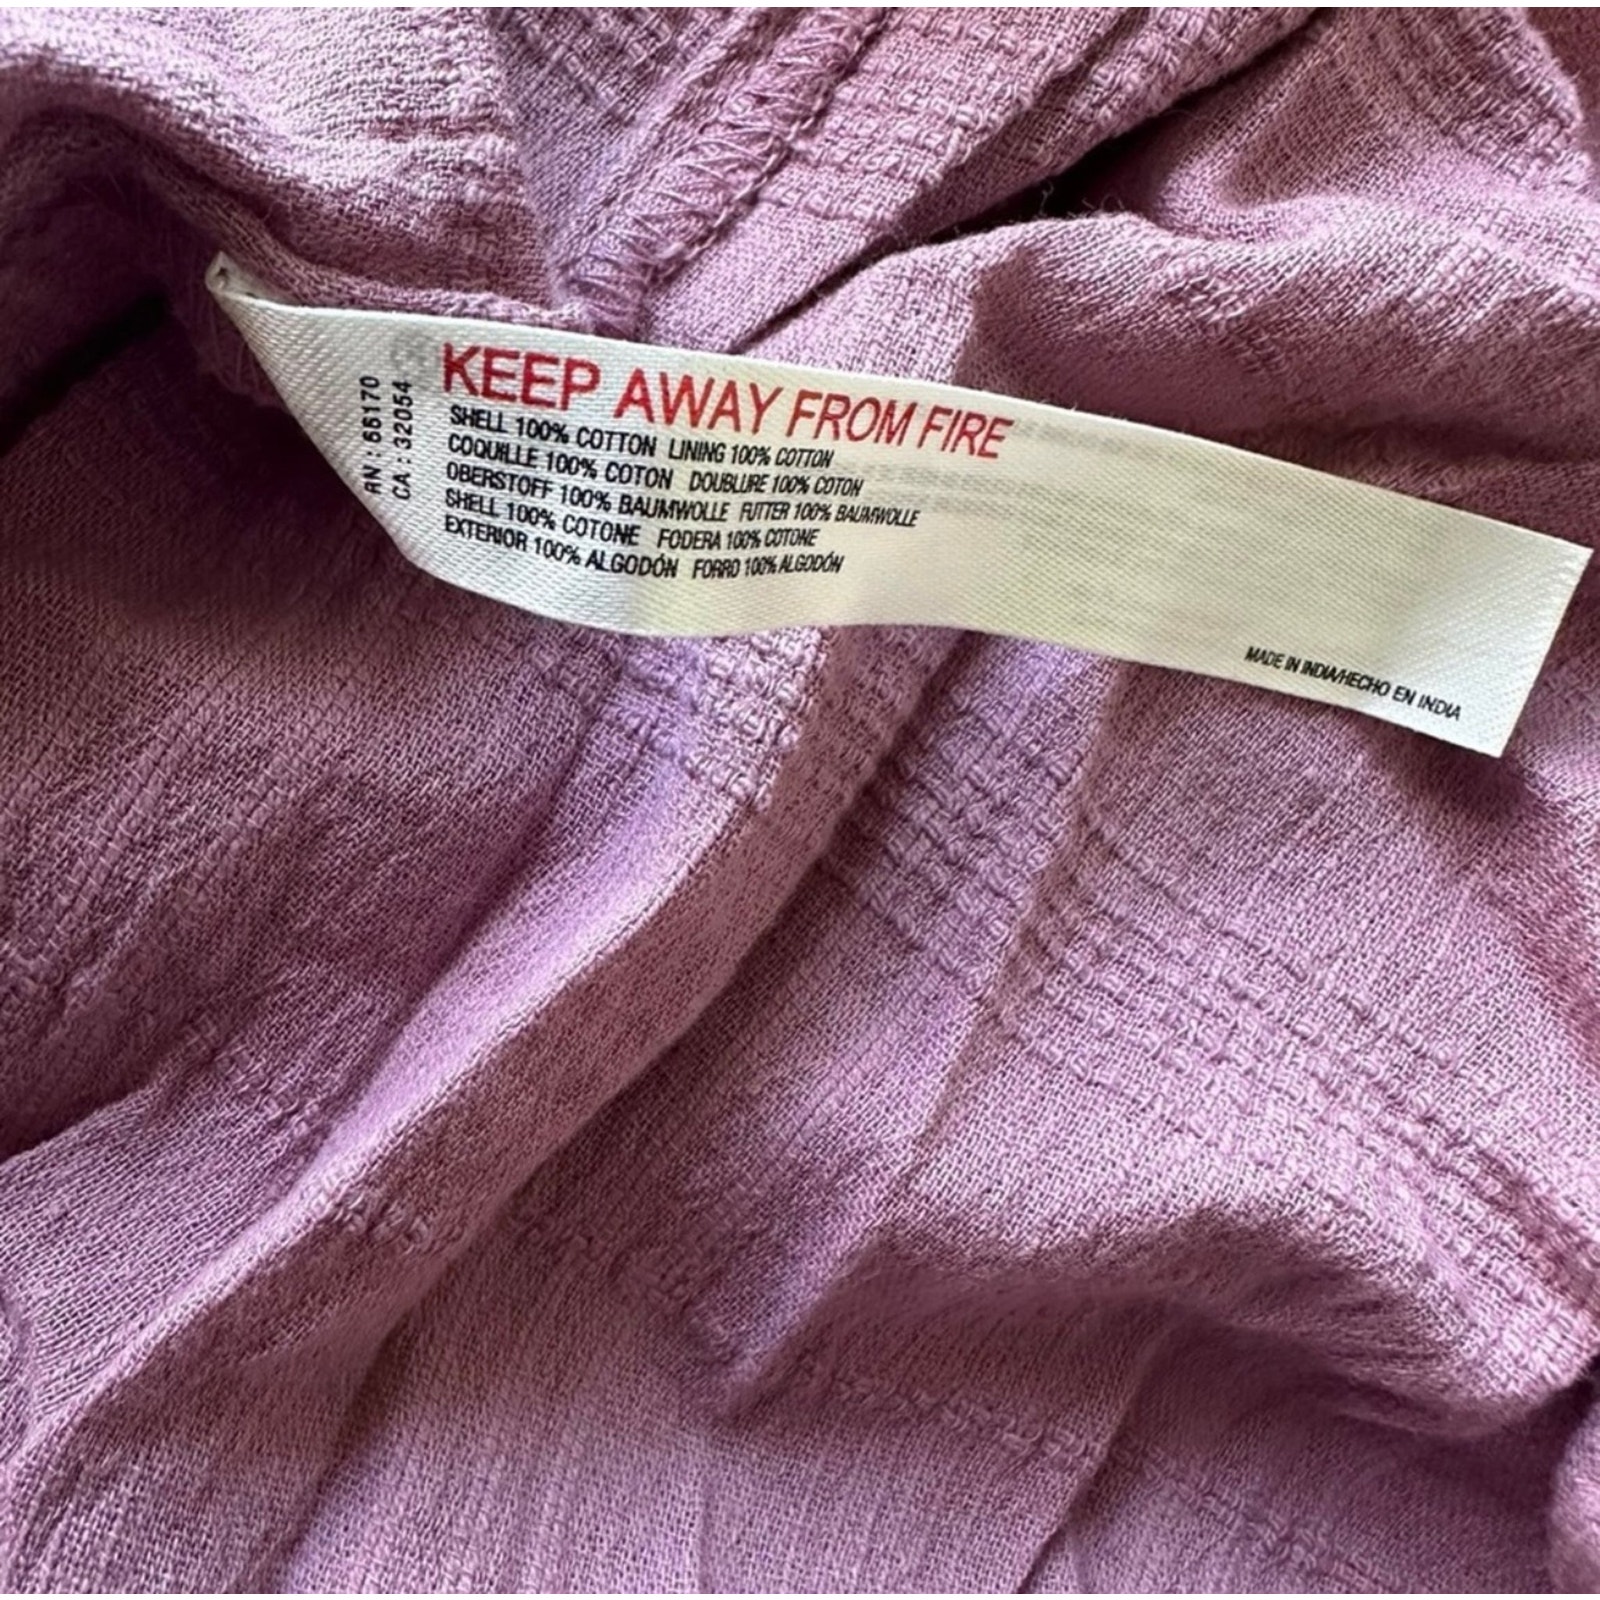 RN : 66170
CA : 32054
KEEP AWAY FROM FIRE
SHELL 100% COTTON LINING 100% COTTON
COQUILLE 100% COTON DOUBLURE 100% COTON
OBERSTOFF 100% BAUMWOLLE FUTTER 100% BAUMWOLLE
SHELL 100% COTONE FODERA 100% COTONE
EXTERIOR 100% ALGODÓN FORRO 100% ALGODÓN
MADE IN INDIA/HECHO EN INDIA